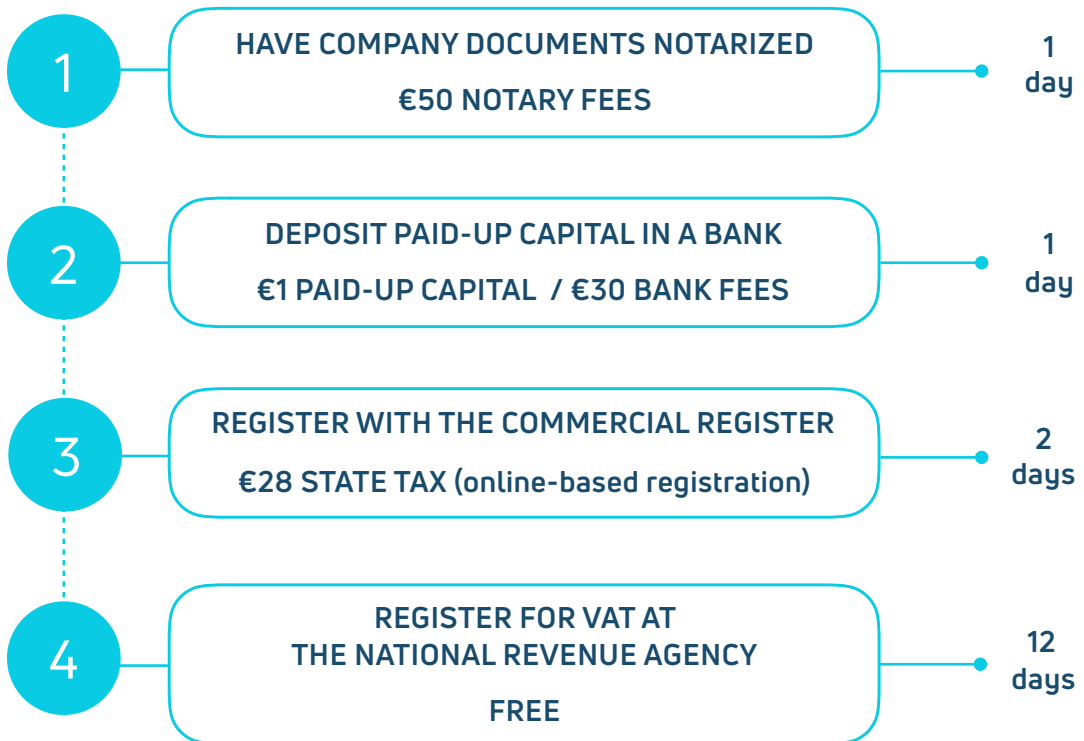 1
HAVE COMPANY DOCUMENTS NOTARIZED
€50 NOTARY FEES
1
day
2
DEPOSIT PAID-UP CAPITAL IN A BANK
€1 PAID-UP CAPITAL / €30 BANK FEES
1
day
3
REGISTER WITH THE COMMERCIAL REGISTER
€28 STATE TAX (online-based registration)
2
days
4
REGISTER FOR VAT AT
THE NATIONAL REVENUE AGENCY
FREE
12
days